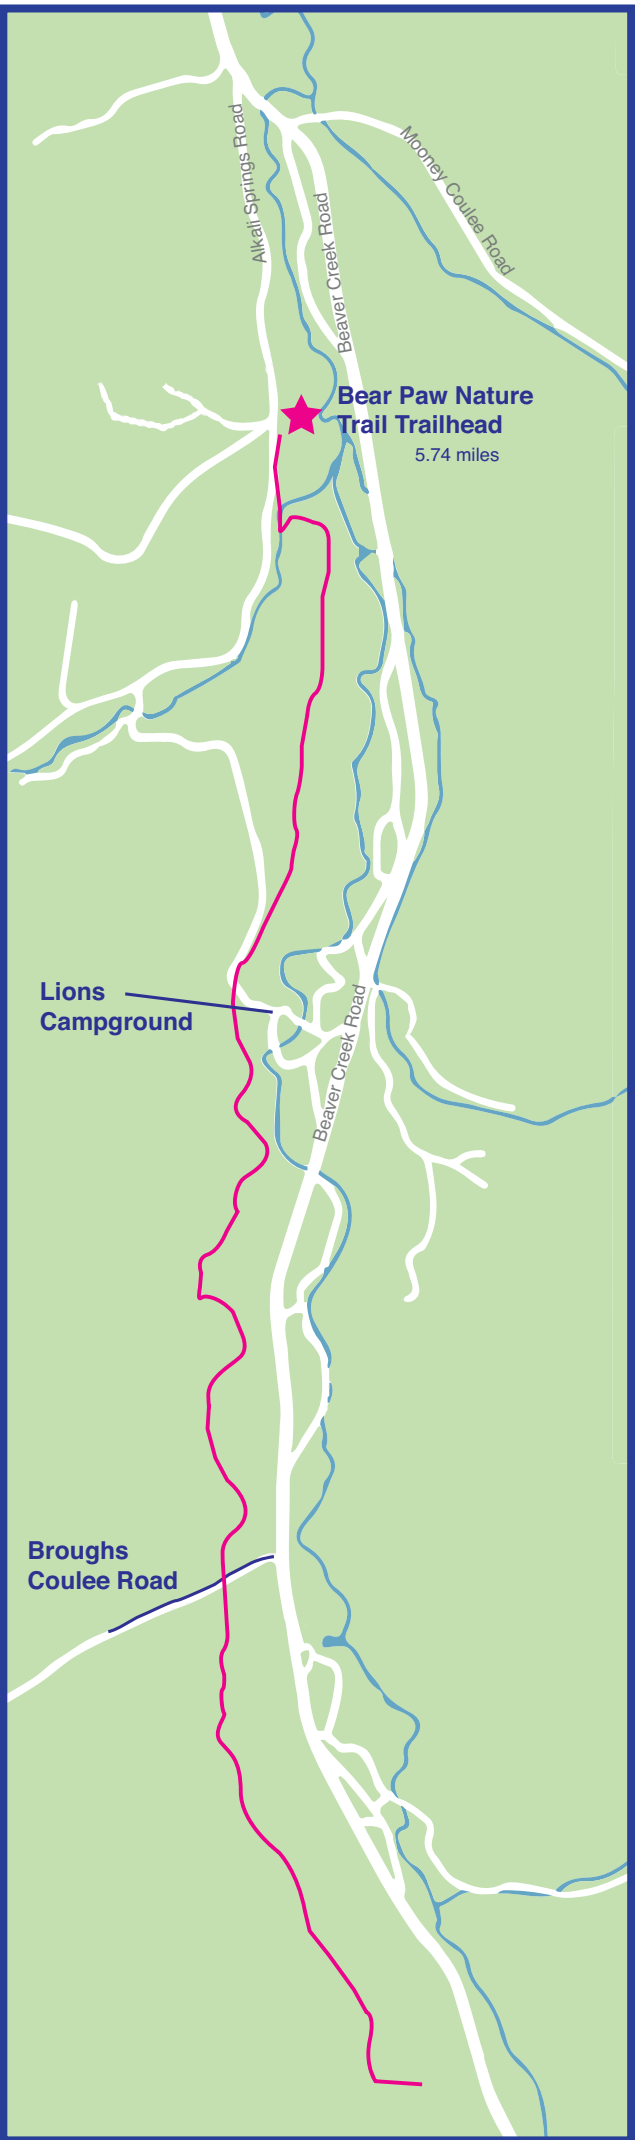 Alkali Springs Road
Mooney Coulee Road
Beaver Creek Road
Bear Paw Nature
Trail Trailhead
5.74 miles
Lions
Campground
Beaver Creek Road
Broughs
Coulee Road